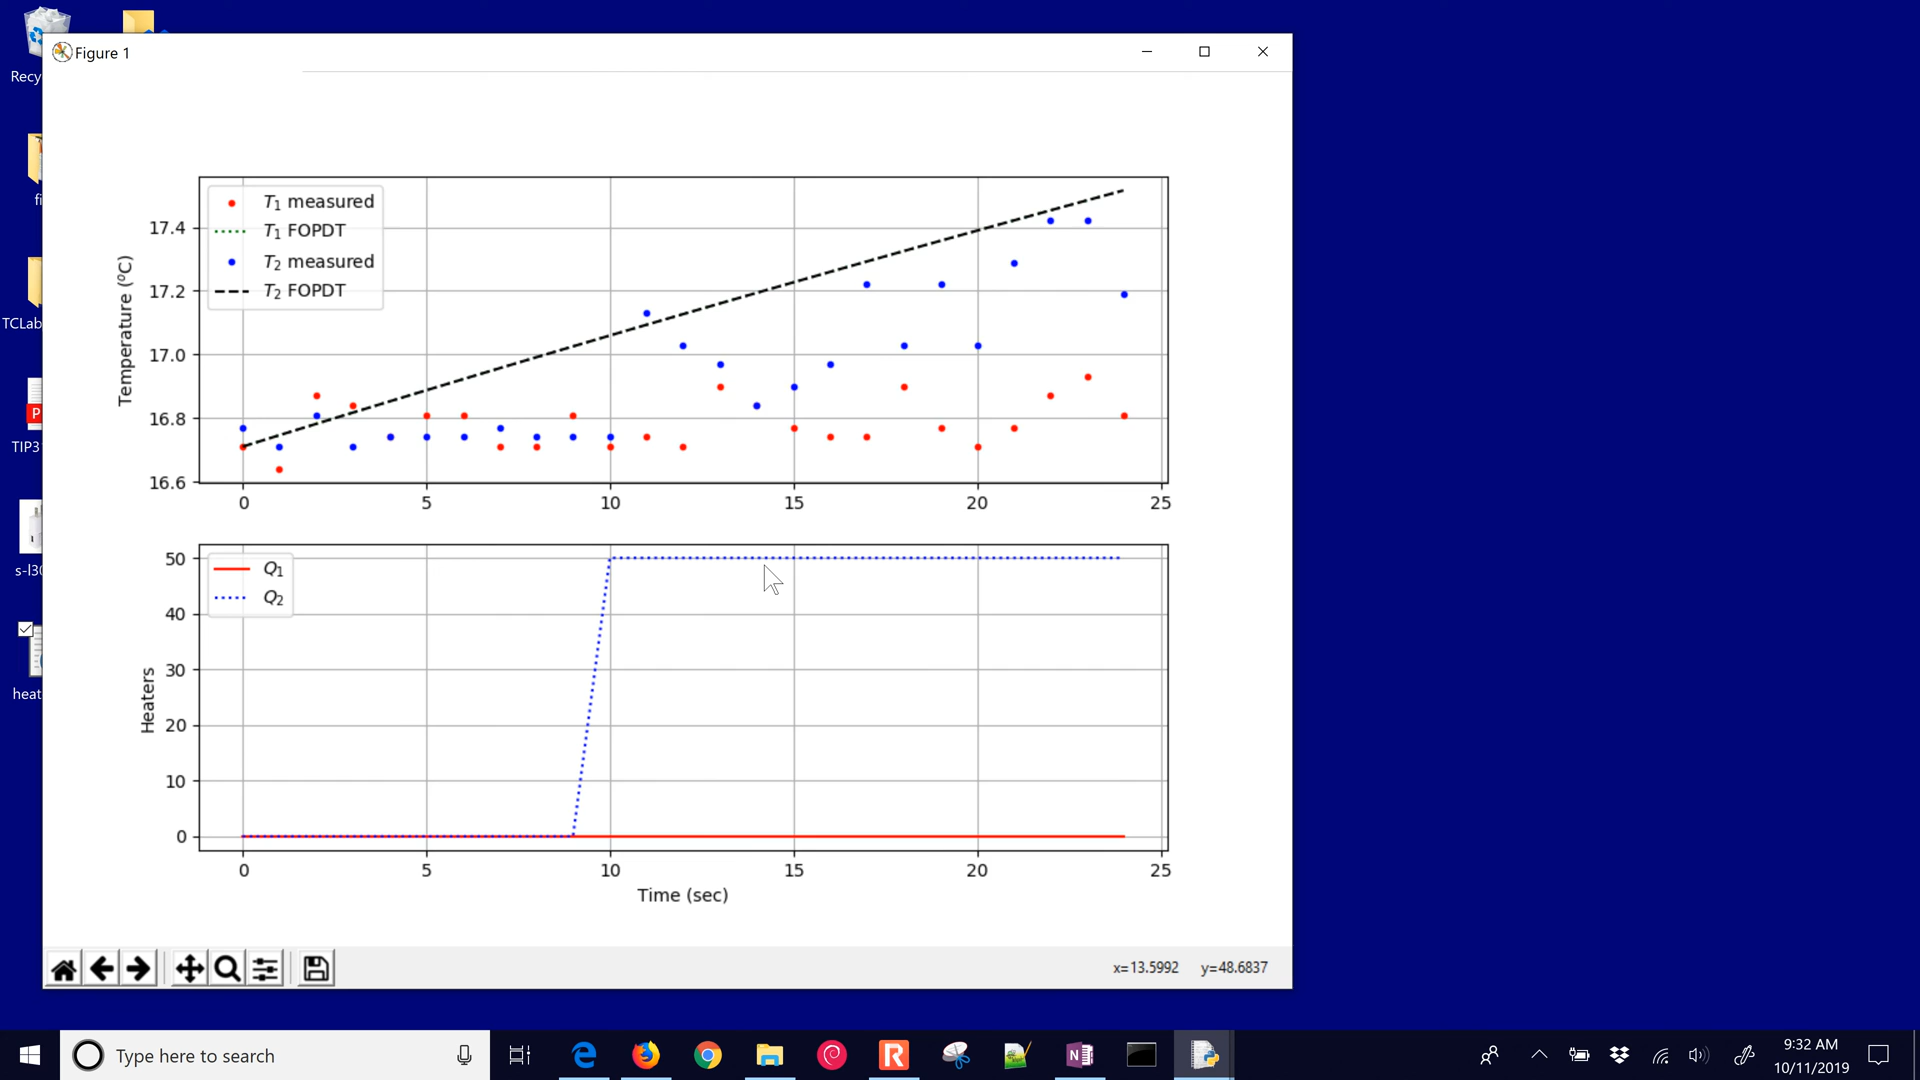 Recy
Figure 1
fi
TCLab
P
TIP3
s-l30
heat
T1 measured
T1 FOPDT
T2 measured
T2 FOPDT
Temperature (°C)
17.4
17.2
17.0
16.8
16.6
0 5 10 15 20 25
Q1
Q2
Heaters
50
40
30
20
10
0
0 5 10 15 20 25
Time (sec)
x=13.5992 y=48.6837
Type here to search
R
N
9:32 AM
10/11/2019